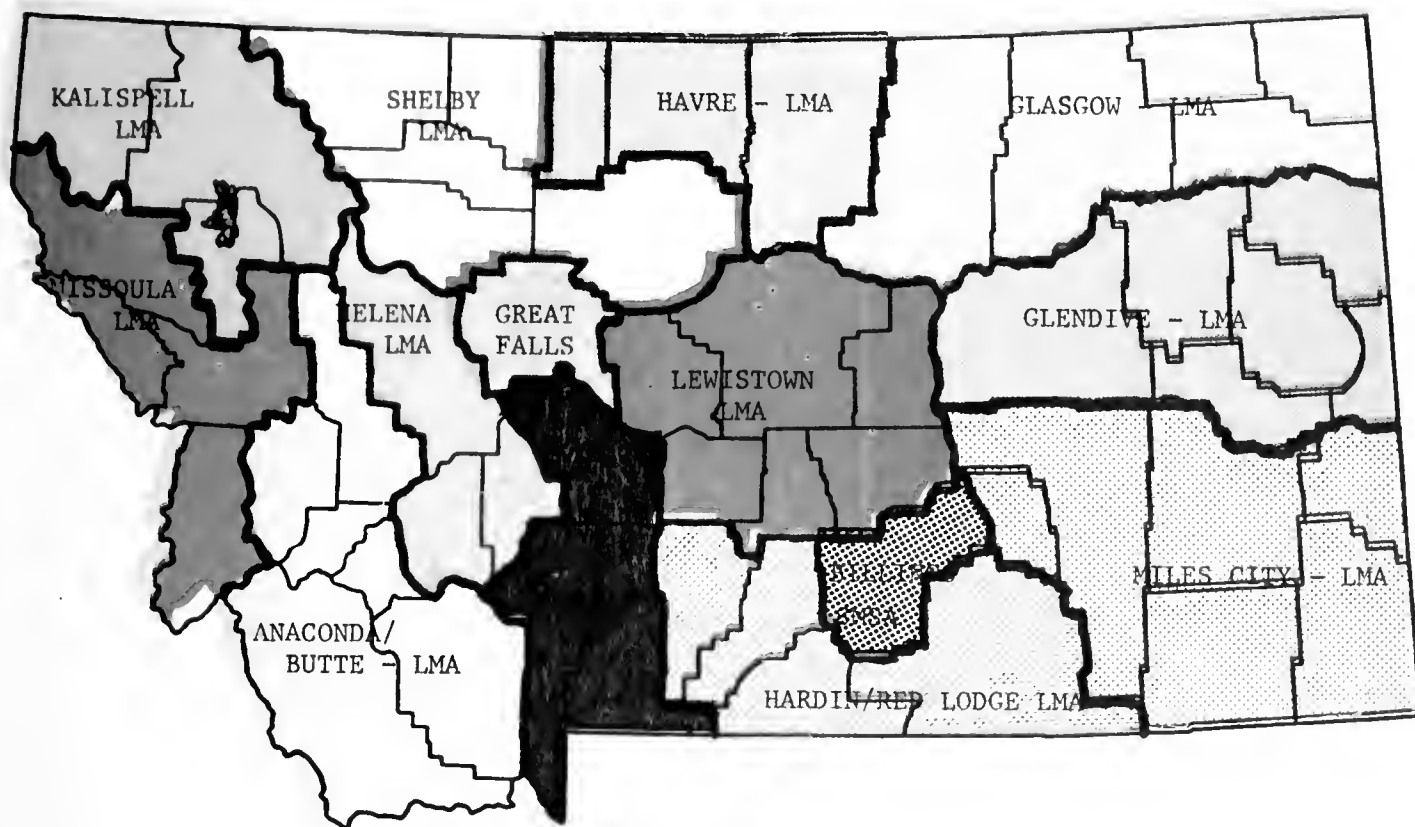 KALISPELL
LMA
SHELBY
LMA
HAVRE - LMA
GLASGOW - LMA
MISSOULA
LMA
HELENA
LMA
GREAT
FALLS
GLENDIVE - LMA
LEWISTOWN
LMA
MILES CITY - LMA
ANACONDA/
BUTTE - LMA
HARDIN/RED LODGE LMA